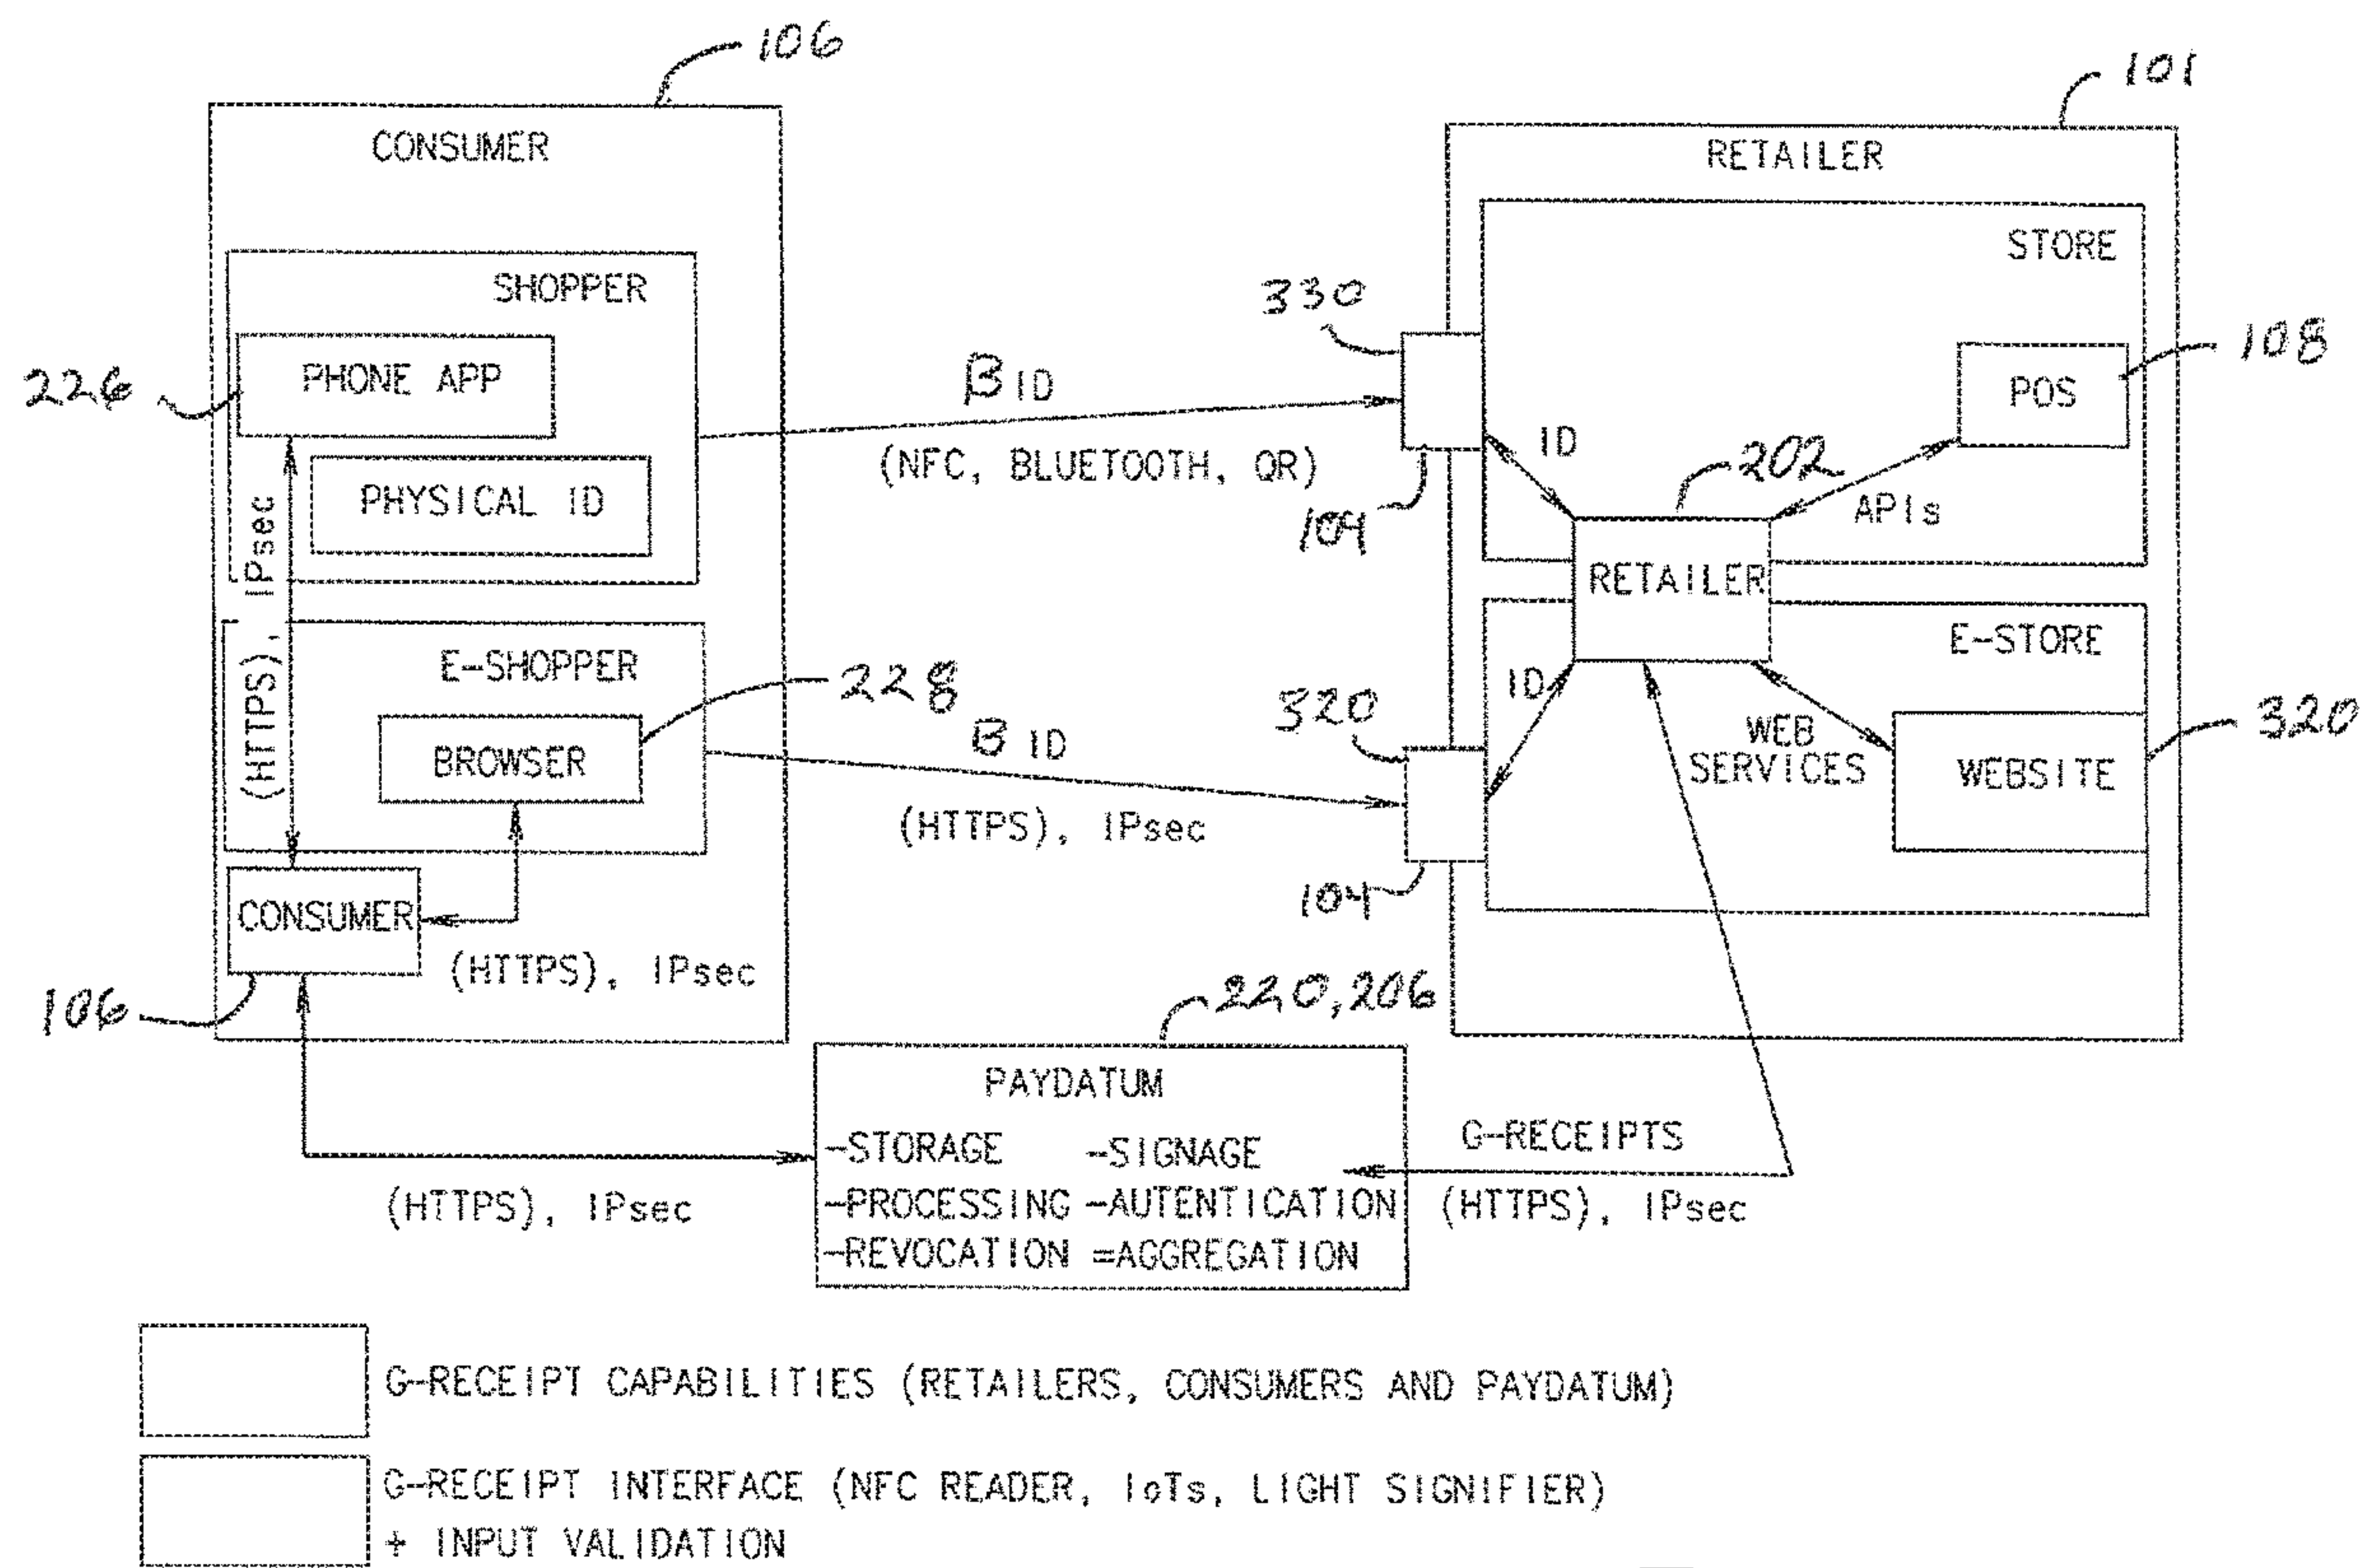 106
101
CONSUMER
RETAILER
STORE
SHOPPER
330
226
PHONE APP
βID
POS
108
(NFC, BLUETOOTH, QR)
ID
202
PHYSICAL ID
104
APIs
(HTTPS), IPsec
RETAILER
E-SHOPPER
E-STORE
228
ID
320
BROWSER
βID
WEB
SERVICES
WEBSITE
320
(HTTPS), IPsec
104
CONSUMER
(HTTPS), IPsec
106
220,206
PAYDATUM
G-RECEIPTS
-STORAGE -SIGNAGE
-PROCESSING -AUTENTICATION
-REVOCATION =AGGREGATION
(HTTPS), IPsec
(HTTPS), IPsec
G-RECEIPT CAPABILITIES (RETAILERS, CONSUMERS AND PAYDATUM)
G-RECEIPT INTERFACE (NFC READER, IoTs, LIGHT SIGNIFIER)
+ INPUT VALIDATION